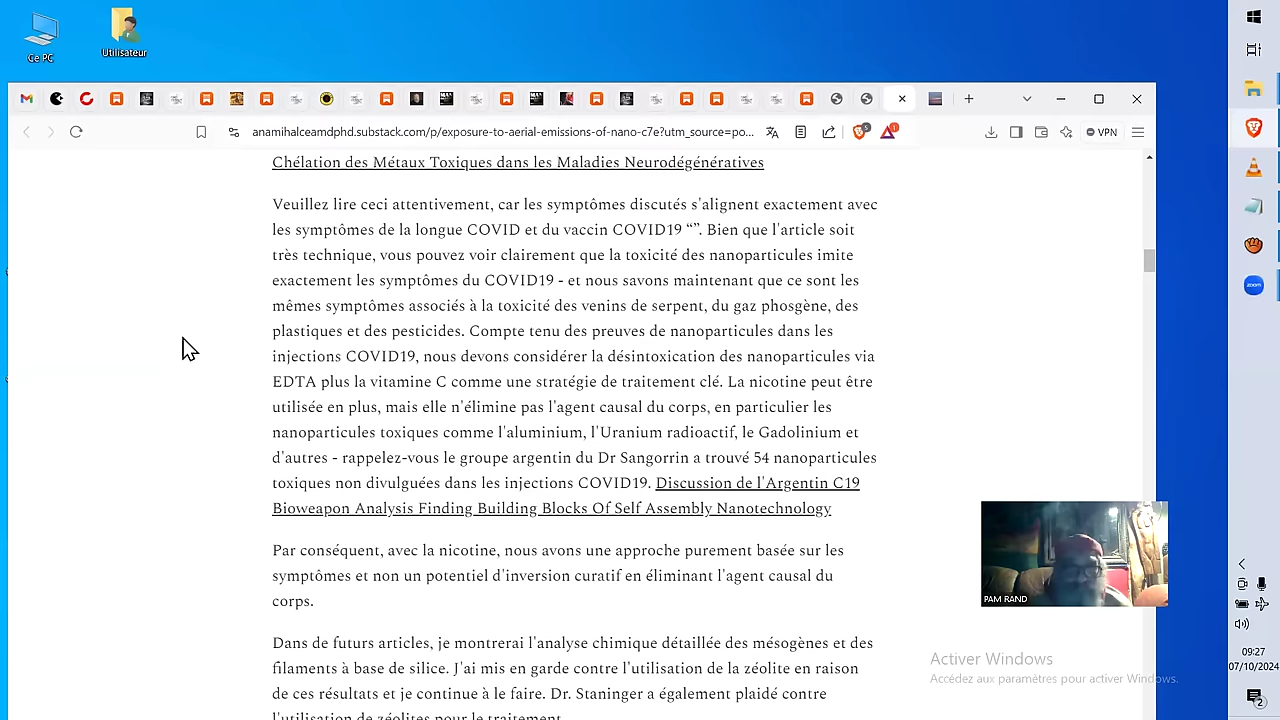 Ce PC
Utilisateur
anamihalceamdphd.substack.com/p/exposure-to-aerial-emissions-of-nano-c7e?utm_source=po...
VPN
Chélation des Métaux Toxiques dans les Maladies Neurodégénératives
Veuillez lire ceci attentivement, car les symptômes discutés s'alignent exactement avec
les symptômes de la longue COVID et du vaccin COVID19 “”. Bien que l'article soit
très technique, vous pouvez voir clairement que la toxicité des nanoparticules imite
exactement les symptômes du COVID19 - et nous savons maintenant que ce sont les
mêmes symptômes associés à la toxicité des venins de serpent, du gaz phosgène, des
plastiques et des pesticides. Compte tenu des preuves de nanoparticules dans les
injections COVID19, nous devons considérer la désintoxication des nanoparticules via
EDTA plus la vitamine C comme une stratégie de traitement clé. La nicotine peut être
utilisée en plus, mais elle n'élimine pas l'agent causal du corps, en particulier les
nanoparticules toxiques comme l'aluminium, l'Uranium radioactif, le Gadolinium et
d'autres - rappelez-vous le groupe argentin du Dr Sangorrin a trouvé 54 nanoparticules
toxiques non divulguées dans les injections COVID19. Discussion de l'Argentin C19
Bioweapon Analysis Finding Building Blocks Of Self Assembly Nanotechnology
Par conséquent, avec la nicotine, nous avons une approche purement basée sur les
symptômes et non un potentiel d'inversion curatif en éliminant l'agent causal du
corps.
Dans de futurs articles, je montrerai l'analyse chimique détaillée des mésogènes et des
filaments à base de silice. J'ai mis en garde contre l'utilisation de la zéolite en raison
de ces résultats et je continue à le faire. Dr. Staninger a également plaidé contre
l'utilisation de zéolites pour le traitement.
PAM RAND
Activer Windows
Accédez aux paramètres pour activer Windows.
zoom
09:27
07/10/2024
2